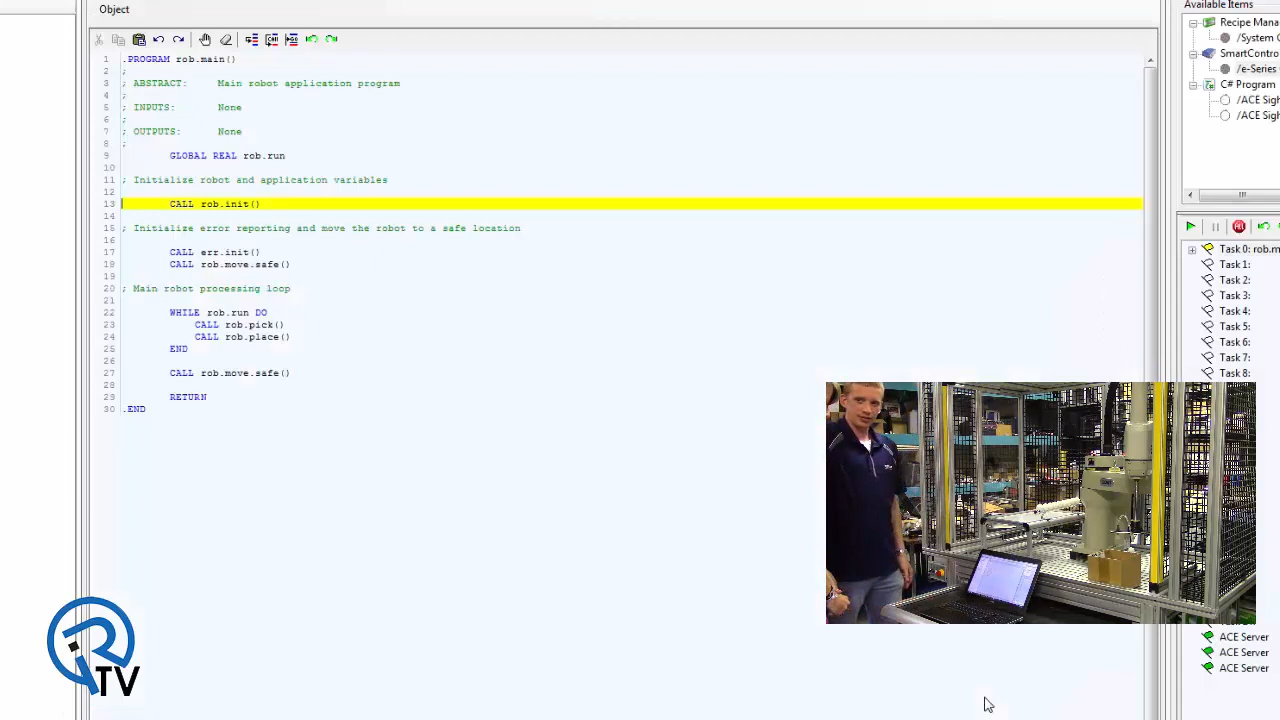 Object
1 .PROGRAM rob.main()
2 ;
3 ; ABSTRACT: Main robot application program
4 ;
5 ; INPUTS: None
6 ;
7 ; OUTPUTS: None
8 ;
9 GLOBAL REAL rob.run
10
11 ; Initialize robot and application variables
12
13 CALL rob.init()
14
15 ; Initialize error reporting and move the robot to a safe location
16
17 CALL err.init()
18 CALL rob.move.safe()
19
20 ; Main robot processing loop
21
22 WHILE rob.run DO
23 CALL rob.pick()
24 CALL rob.place()
25 END
26
27 CALL rob.move.safe()
28
29 RETURN
30 .END
Available Items
Recipe Mana
/System C
SmartContro
/e-Series
C# Program
/ACE Sigh
/ACE Sigh
All
Task 0: rob.m
Task 1:
Task 2:
Task 3:
Task 4:
Task 5:
Task 6:
Task 7:
Task 8:
ACE Server
ACE Server
ACE Server
R
TV